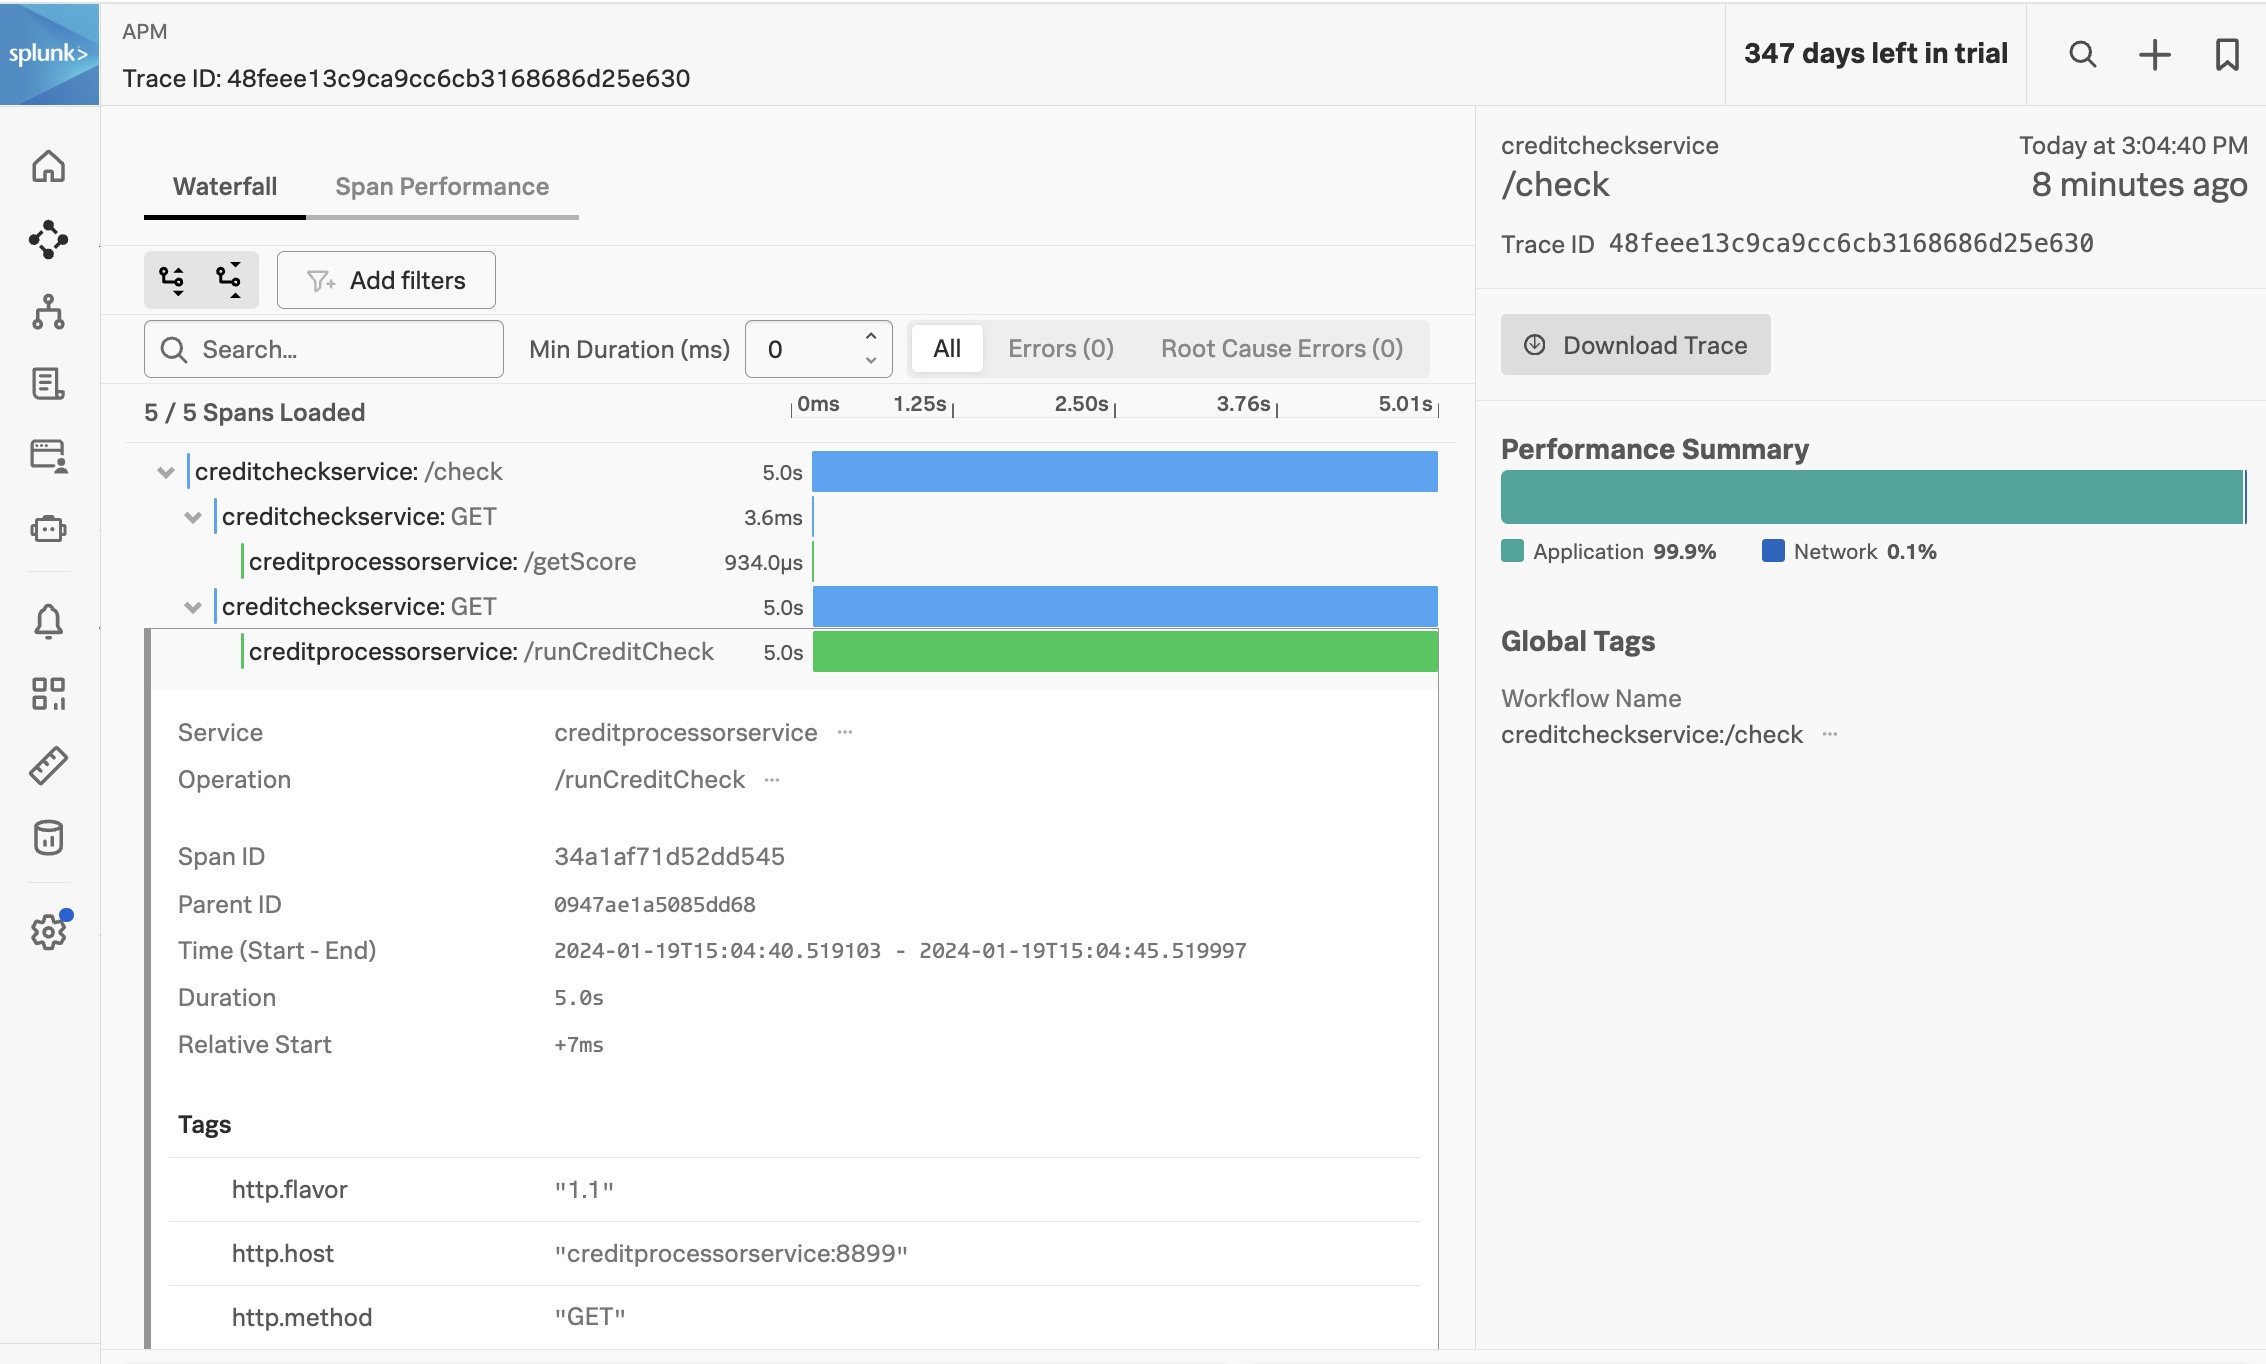 splunk>
APM
Trace ID: 48feee13c9ca9cc6cb3168686d25e630
347 days left in trial
Waterfall
Span Performance
Add filters
Search...
Min Duration (ms)
0
All
Errors (0)
Root Cause Errors (0)
5 / 5 Spans Loaded
0ms
1.25s
2.50s
3.76s
5.01s
creditcheckservice: /check 5.0s
creditcheckservice: GET 3.6ms
creditprocessorservice: /getScore 934.0µs
creditcheckservice: GET 5.0s
creditprocessorservice: /runCreditCheck 5.0s
Service creditprocessorservice ···
Operation /runCreditCheck ···
Span ID 34a1af71d52dd545
Parent ID 0947ae1a5085dd68
Time (Start - End) 2024-01-19T15:04:40.519103 - 2024-01-19T15:04:45.519997
Duration 5.0s
Relative Start +7ms
Tags
http.flavor "1.1"
http.host "creditprocessorservice:8899"
http.method "GET"
creditcheckservice
/check
Today at 3:04:40 PM
8 minutes ago
Trace ID 48feee13c9ca9cc6cb3168686d25e630
Download Trace
Performance Summary
Application 99.9%
Network 0.1%
Global Tags
Workflow Name
creditcheckservice:/check ···